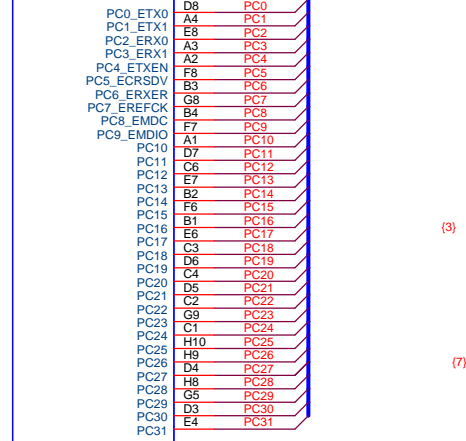 PC0_ETX0 D8 PC0
PC1_ETX1 A4 PC1
PC2_ERX0 E8 PC2
PC3_ERX1 A3 PC3
PC4_ETXEN A2 PC4
PC5_ECRSDV F8 PC5
PC6_ERXER B3 PC6
PC7_EREFCK G8 PC7
PC8_EMDC B4 PC8
PC9_EMDIO F7 PC9
PC10 A1 PC10
PC11 D7 PC11
PC12 C6 PC12
PC13 E7 PC13
PC14 B2 PC14
PC15 F6 PC15
PC16 B1 PC16
PC17 E6 PC17
PC18 C3 PC18
PC19 D6 PC19
PC20 C4 PC20
PC21 D5 PC21
PC22 C2 PC22
PC23 G9 PC23
PC24 C1 PC24
PC25 H10 PC25
PC26 H9 PC26
PC27 D4 PC27
PC28 H8 PC28
PC29 G5 PC29
PC30 D3 PC30
PC31 E4 PC31
{3}
{7}